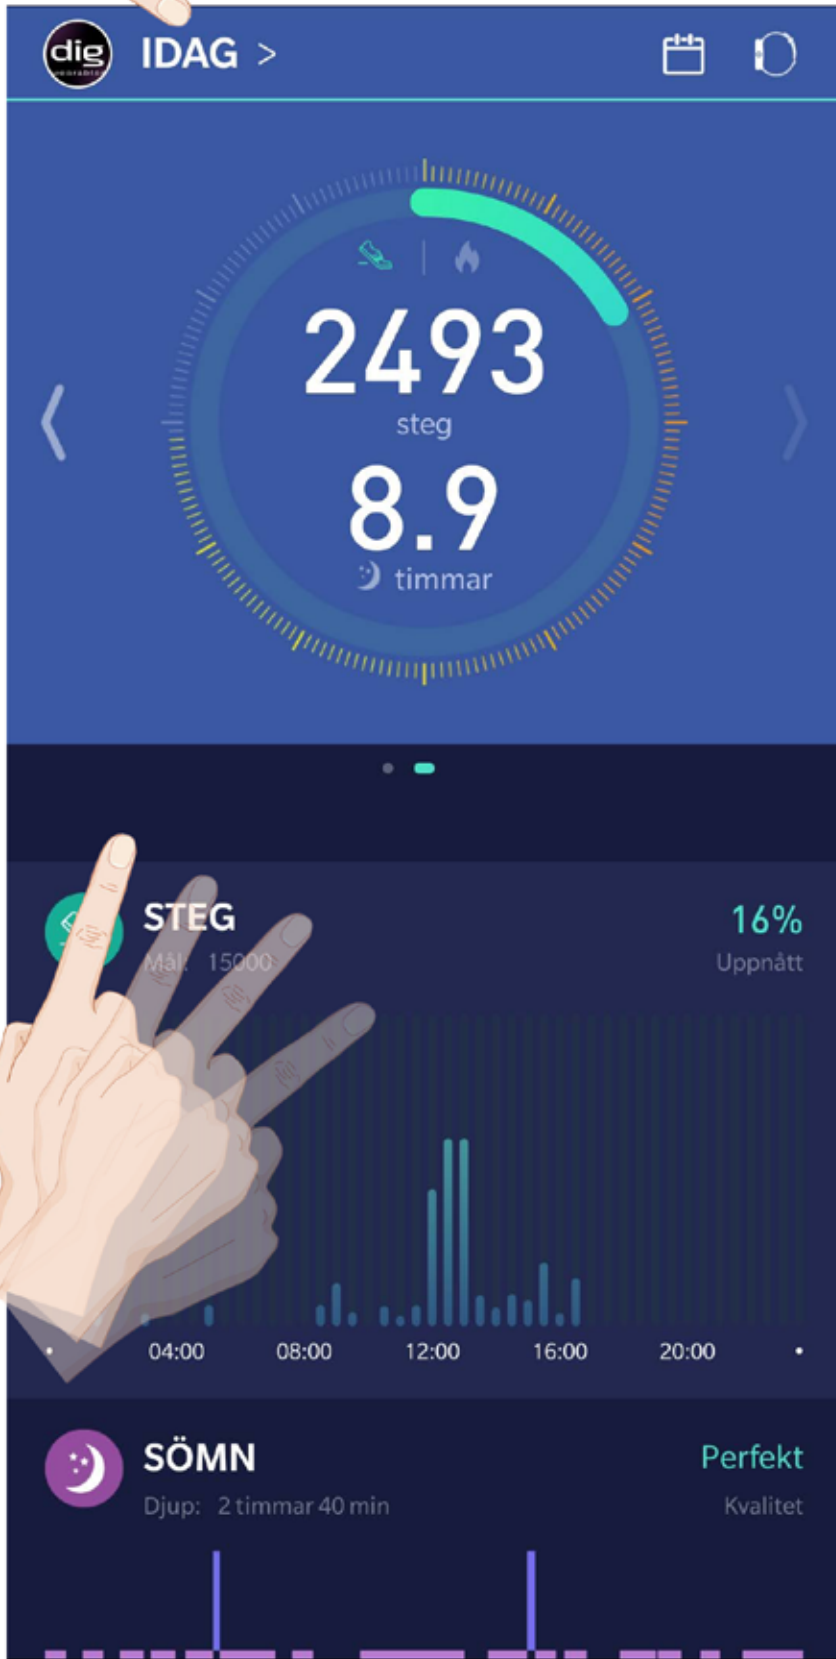 dig
IDAG >
2493
steg
8.9
timmar
STEG
16%
Mål: 15000
Uppnått
04:00 08:00 12:00 16:00 20:00
SÖMN
Perfekt
Djup: 2 timmar 40 min
Kvalitet